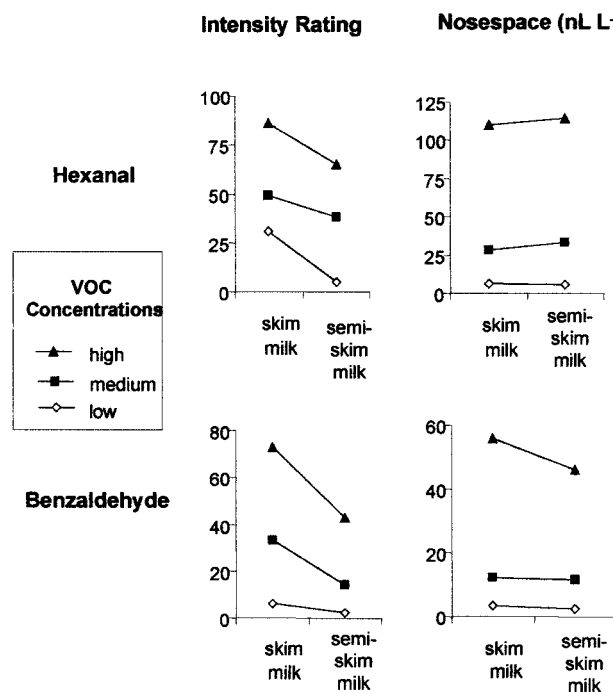 Intensity Rating
Nosespace (nL L
Hexanal
100
75
50
25
0
skim
milk
semi-
skim
milk
125
100
75
50
25
0
skim
milk
semi-
skim
milk
VOC
Concentrations
high
medium
low
Benzaldehyde
80
60
40
20
0
skim
milk
semi-
skim
milk
60
40
20
0
skim
milk
semi-
skim
milk